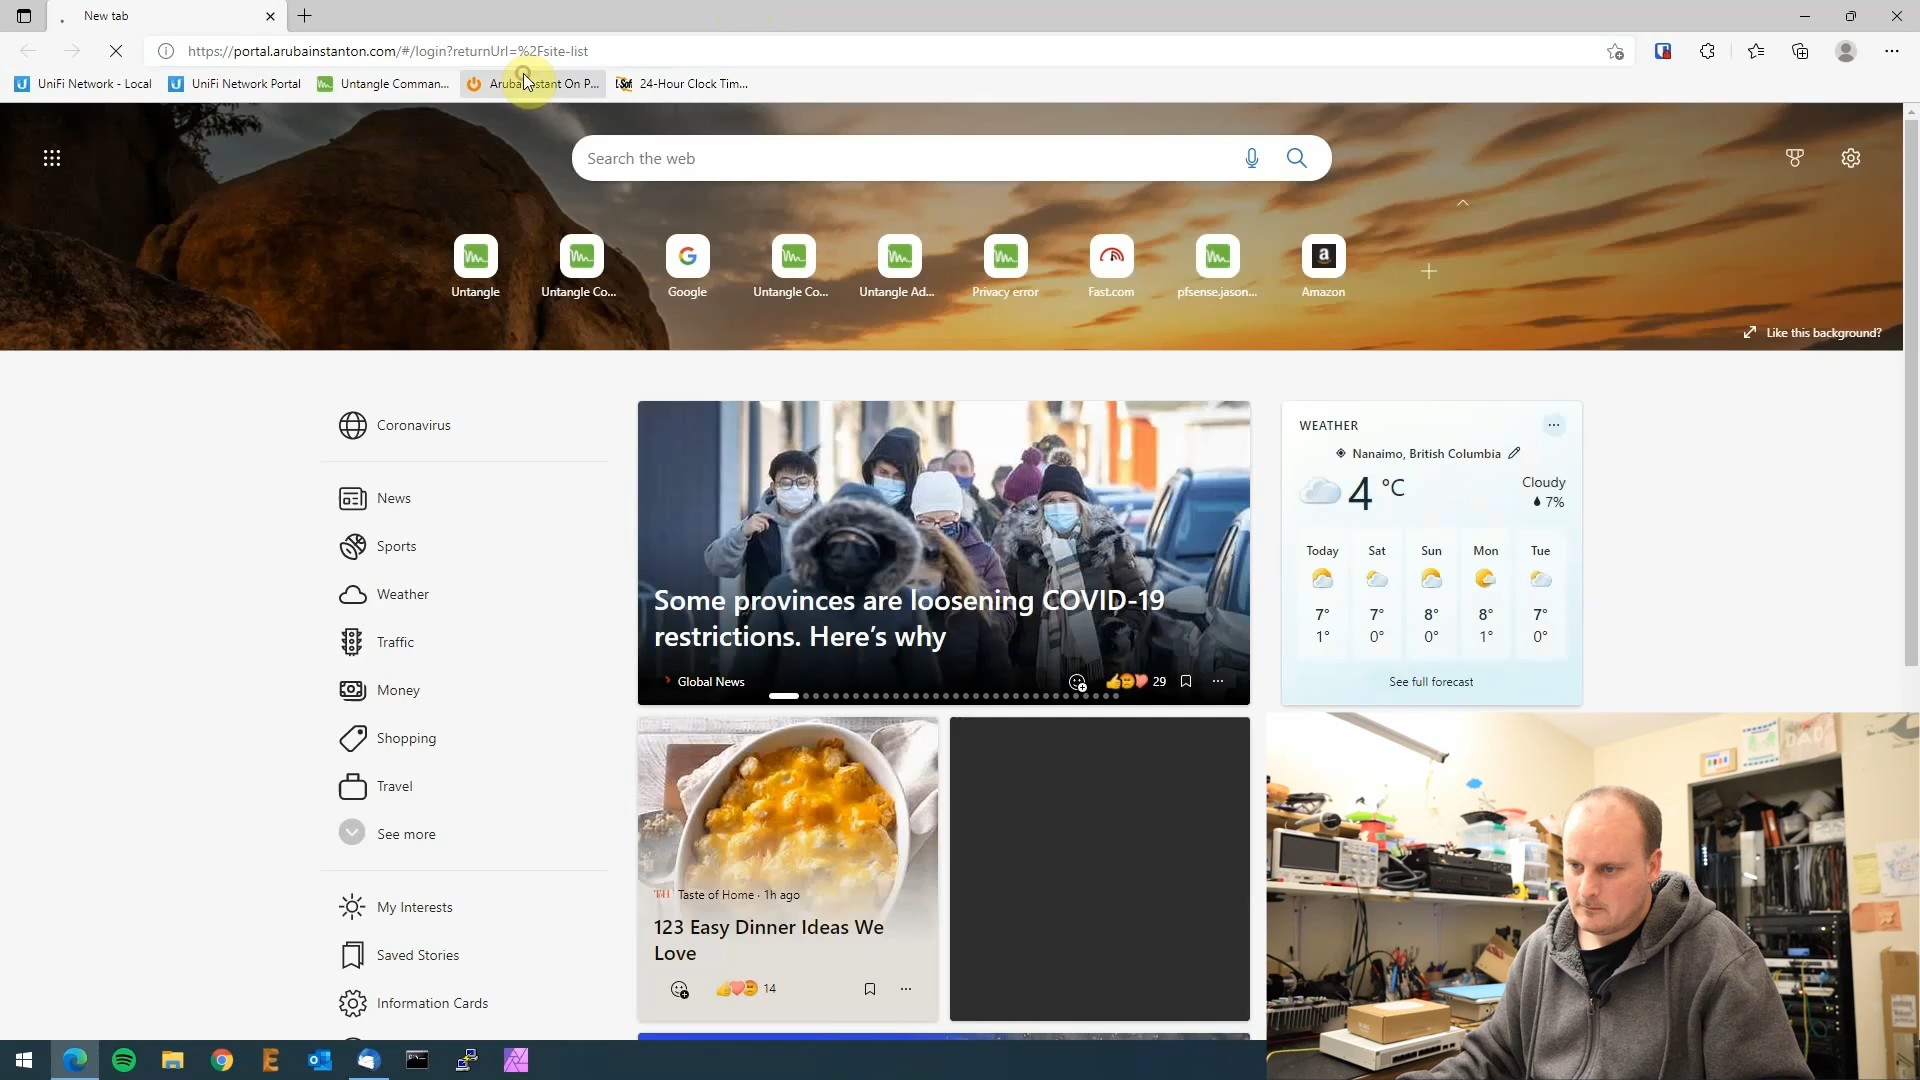 New tab
https://portal.arubainstanton.com/#/login?returnUrl=%2Fsite-list
UniFi Network - Local
UniFi Network Portal
Untangle Comman...
Aruba Instant On P...
24-Hour Clock Tim...
Search the web
Untangle
Untangle Co...
Google
Untangle Co...
Untangle Ad...
Privacy error
Fast.com
pfsense.jason...
Amazon
Like this background?
Coronavirus
News
Sports
Weather
Traffic
Money
Shopping
Travel
See more
My Interests
Saved Stories
Information Cards
Some provinces are loosening COVID-19
restrictions. Here's why
Global News
29
TOH Taste of Home · 1h ago
123 Easy Dinner Ideas We
Love
14
WEATHER
Nanaimo, British Columbia
4 °C
Cloudy
7%
Today Sat Sun Mon Tue
7° 7° 8° 8° 7°
1° 0° 0° 1° 0°
See full forecast
DAD